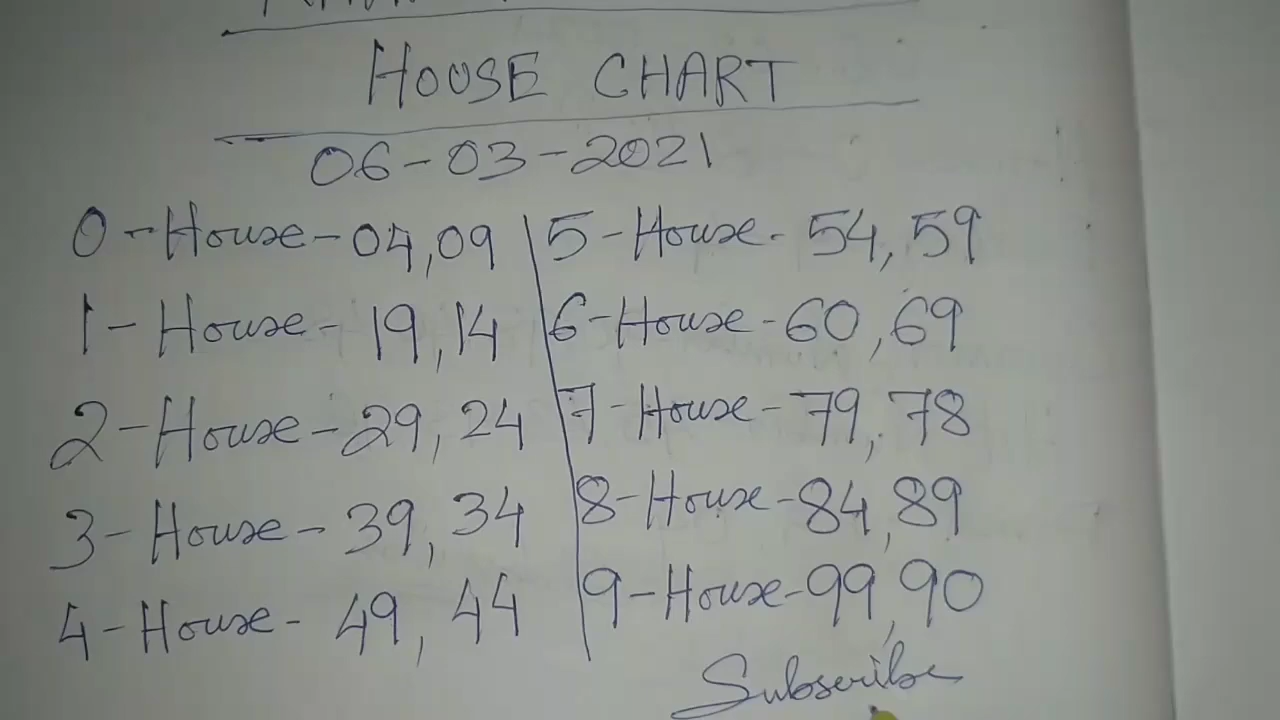 HOUSE CHART
06-03-2021
0-House-04,09
1-House-19,14
2-House-29,24
3-House-39,34
4-House-49,44
5-House-54,59
6-House-60,69
7-House-79,78
8-House-84,89
9-House-99,90
Subscribe